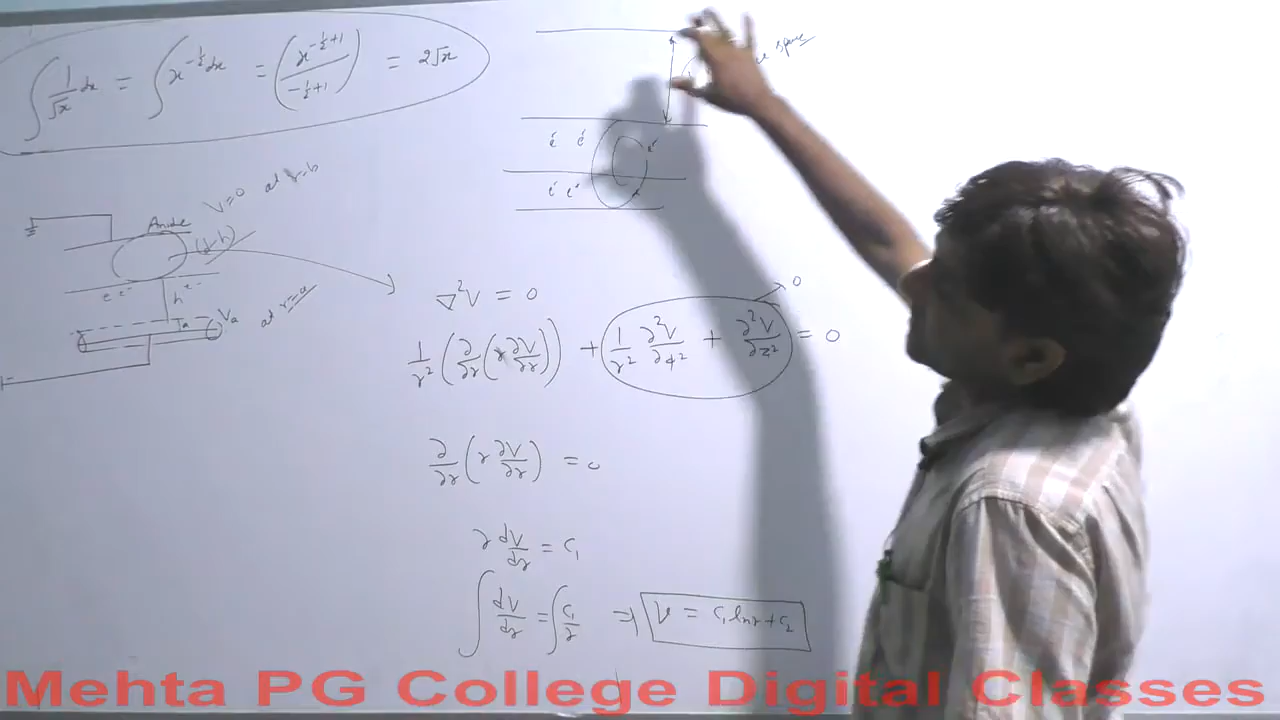 ∫ 1/√x dx = ∫ x^(-1/2) dx = (x^(-1/2+1) / (-1/2+1)) = 2√x
space
e⁻ e⁻ e⁻
e⁻ e⁻ e⁻
V=0 at r=b
Anode
(d-h)
e e⁻ h e⁻
Ta Va at r=a
∇²V = 0
1/r² (∂/∂r (r ∂V/∂r)) + 1/r² ∂²V/∂φ² + ∂²V/∂z² = 0
0
∂/∂r (r ∂V/∂r) = 0
r dV/dr = c₁
∫ dV/dr = ∫ c₁/r ⇒ V = c₁ ln r + c₂
Mehta PG College Digital Classes